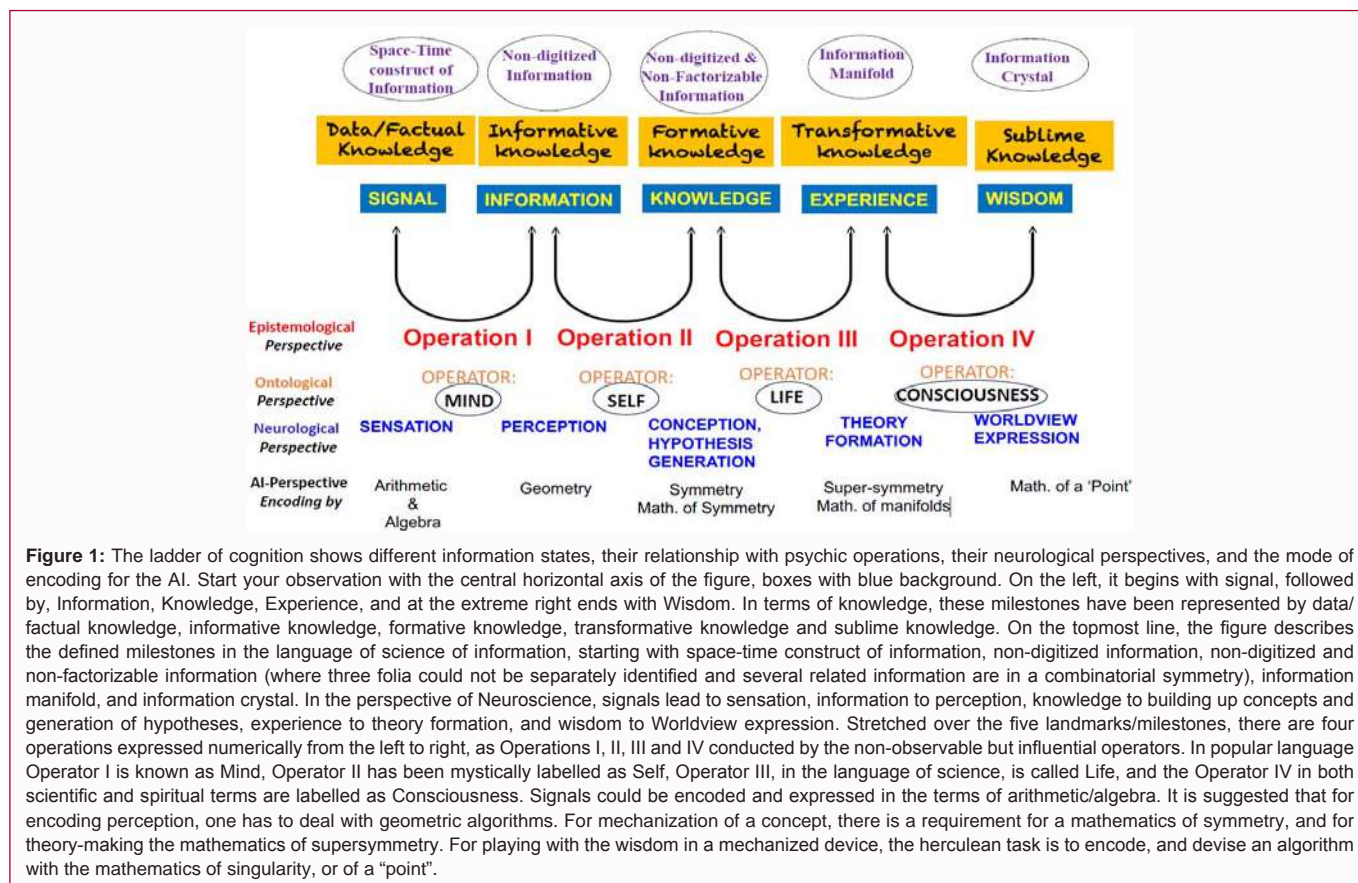 Space-Time
construct of
Information
Non-digitized
Information
Non-digitized &
Non-Factorizable
Information
Information
Manifold
Information
Crystal
Data/Factual
Knowledge
Informative
knowledge
Formative
knowledge
Transformative
knowledge
Sublime
Knowledge
SIGNAL
INFORMATION
KNOWLEDGE
EXPERIENCE
WISDOM
Epistemological
Perspective
Operation I
Operation II
Operation III
Operation IV
Ontological
Perspective
OPERATOR:
MIND
OPERATOR:
SELF
OPERATOR:
LIFE
OPERATOR:
CONSCIOUSNESS
Neurological
Perspective
SENSATION
PERCEPTION
CONCEPTION,
HYPOTHESIS
GENERATION
THEORY
FORMATION
WORLDVIEW
EXPRESSION
AI-Perspective
Encoding by
Arithmetic
&
Algebra
Geometry
Symmetry
Math. of Symmetry
Super-symmetry
Math. of manifolds
Math. of a ‘Point’
Figure 1: The ladder of cognition shows different information states, their relationship with psychic operations, their neurological perspectives, and the mode of
encoding for the AI. Start your observation with the central horizontal axis of the figure, boxes with blue background. On the left, it begins with signal, followed
by, Information, Knowledge, Experience, and at the extreme right ends with Wisdom. In terms of knowledge, these milestones have been represented by data/
factual knowledge, informative knowledge, formative knowledge, transformative knowledge and sublime knowledge. On the topmost line, the figure describes
the defined milestones in the language of science of information, starting with space-time construct of information, non-digitized information, non-digitized and
non-factorizable information (where three folia could not be separately identified and several related information are in a combinatorial symmetry), information
manifold, and information crystal. In the perspective of Neuroscience, signals lead to sensation, information to perception, knowledge to building up concepts and
generation of hypotheses, experience to theory formation, and wisdom to Worldview expression. Stretched over the five landmarks/milestones, there are four
operations expressed numerically from the left to right, as Operations I, II, III and IV conducted by the non-observable but influential operators. In popular language
Operator I is known as Mind, Operator II has been mystically labelled as Self, Operator III, in the language of science, is called Life, and the Operator IV in both
scientific and spiritual terms are labelled as Consciousness. Signals could be encoded and expressed in the terms of arithmetic/algebra. It is suggested that for
encoding perception, one has to deal with geometric algorithms. For mechanization of a concept, there is a requirement for a mathematics of symmetry, and for
theory-making the mathematics of supersymmetry. For playing with the wisdom in a mechanized device, the herculean task is to encode, and devise an algorithm
with the mathematics of singularity, or of a “point”.